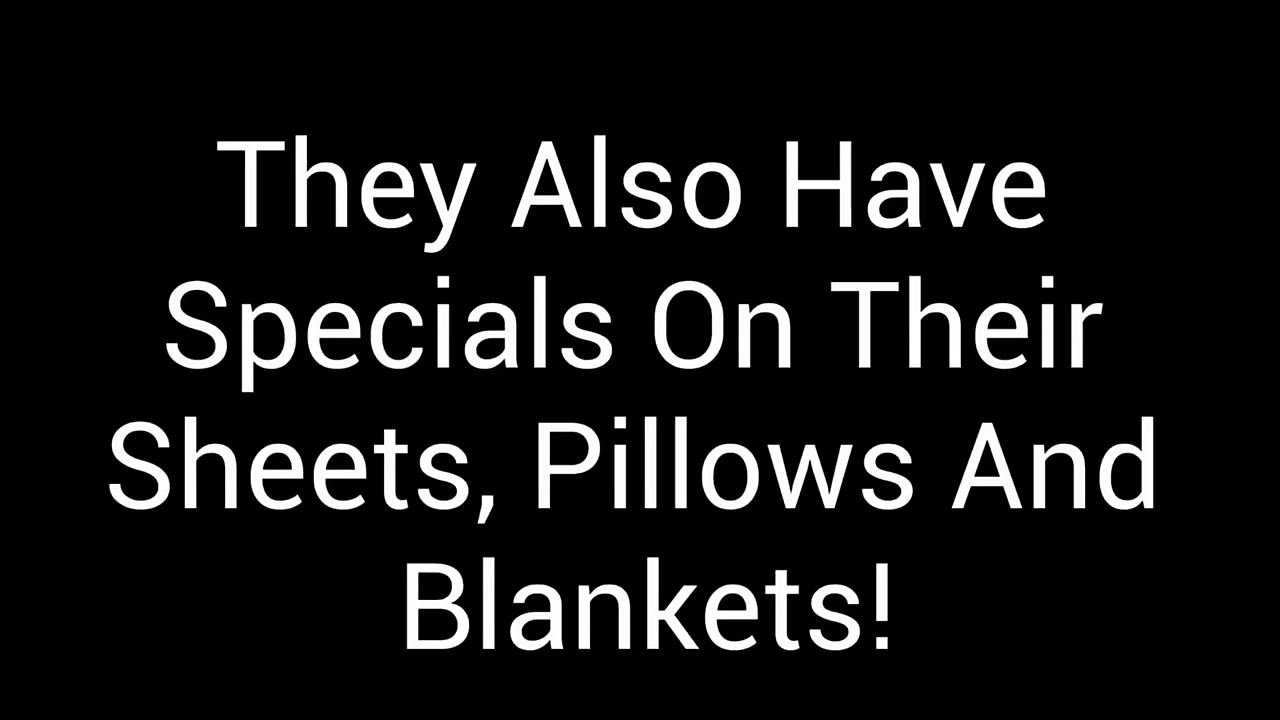 They Also Have
Specials On Their
Sheets, Pillows And
Blankets!